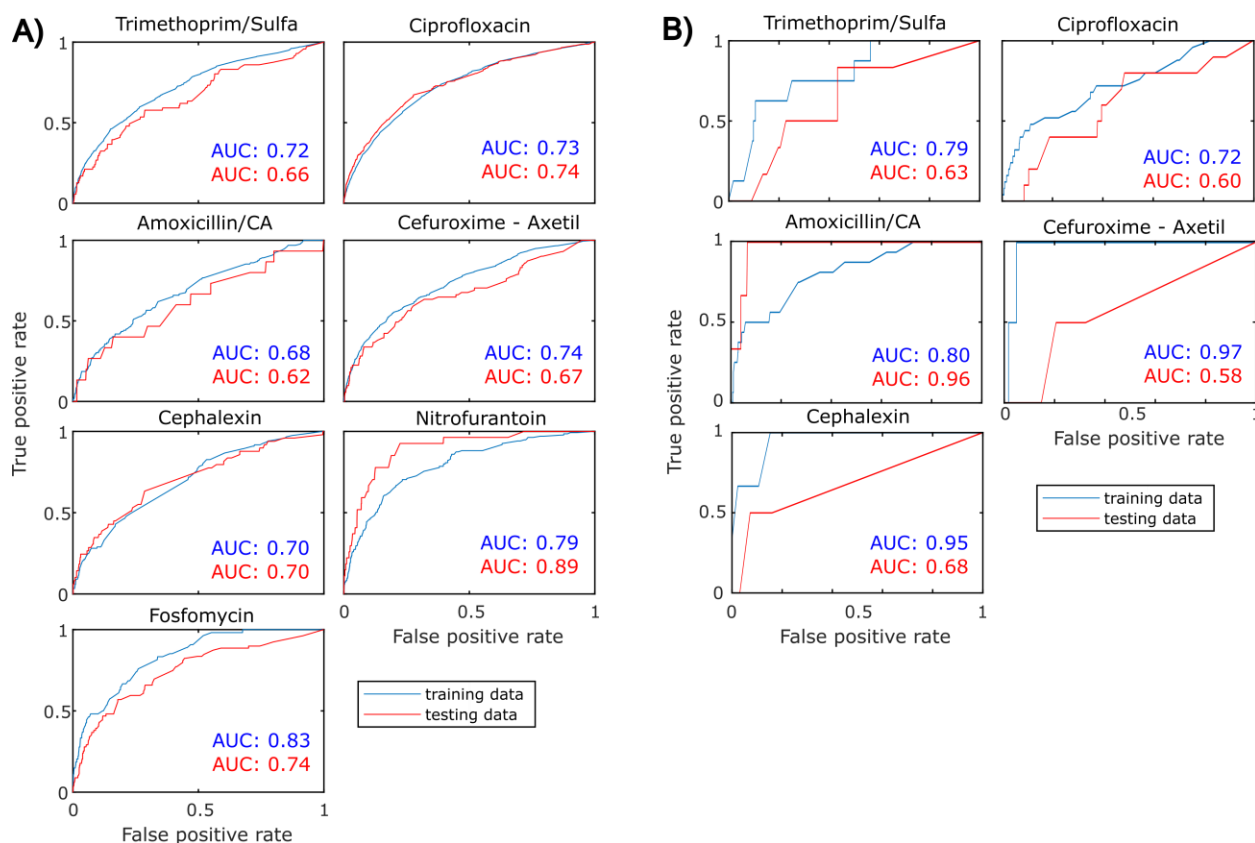 A)
Trimethoprim/Sulfa
1
0.5
0
AUC: 0.72
AUC: 0.66
Ciprofloxacin
AUC: 0.73
AUC: 0.74
Amoxicillin/CA
1
0.5
0
AUC: 0.68
AUC: 0.62
Cefuroxime - Axetil
AUC: 0.74
AUC: 0.67
True positive rate
Cephalexin
1
0.5
0
AUC: 0.70
AUC: 0.70
Nitrofurantoin
AUC: 0.79
AUC: 0.89
0
0.5
1
False positive rate
Fosfomycin
1
0.5
0
AUC: 0.83
AUC: 0.74
0
0.5
1
False positive rate
training data
testing data
B)
Trimethoprim/Sulfa
1
0.5
0
AUC: 0.79
AUC: 0.63
Ciprofloxacin
AUC: 0.72
AUC: 0.60
Amoxicillin/CA
1
0.5
0
AUC: 0.80
AUC: 0.96
Cefuroxime - Axetil
AUC: 0.97
AUC: 0.58
0
0.5
1
False positive rate
True positive rate
Cephalexin
1
0.5
0
AUC: 0.95
AUC: 0.68
0
0.5
1
False positive rate
training data
testing data